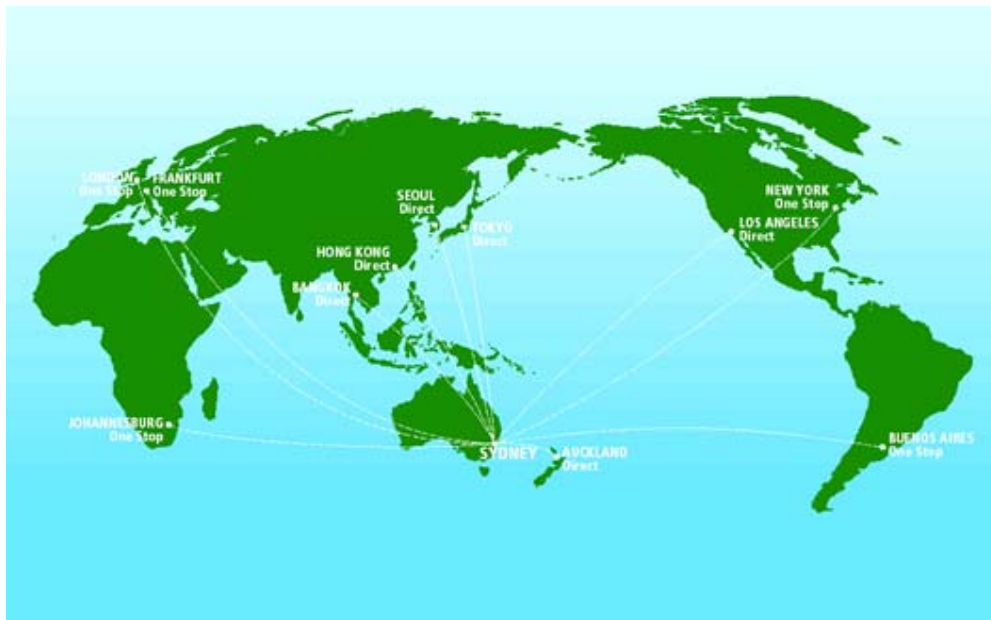 LONDON
One Stop
FRANKFURT
One Stop
SEOUL
Direct
TOKYO
Direct
HONG KONG
Direct
BANGKOK
Direct
NEW YORK
One Stop
LOS ANGELES
Direct
JOHANNESBURG
One Stop
SYDNEY
AUCKLAND
Direct
BUENOS AIRES
One Stop